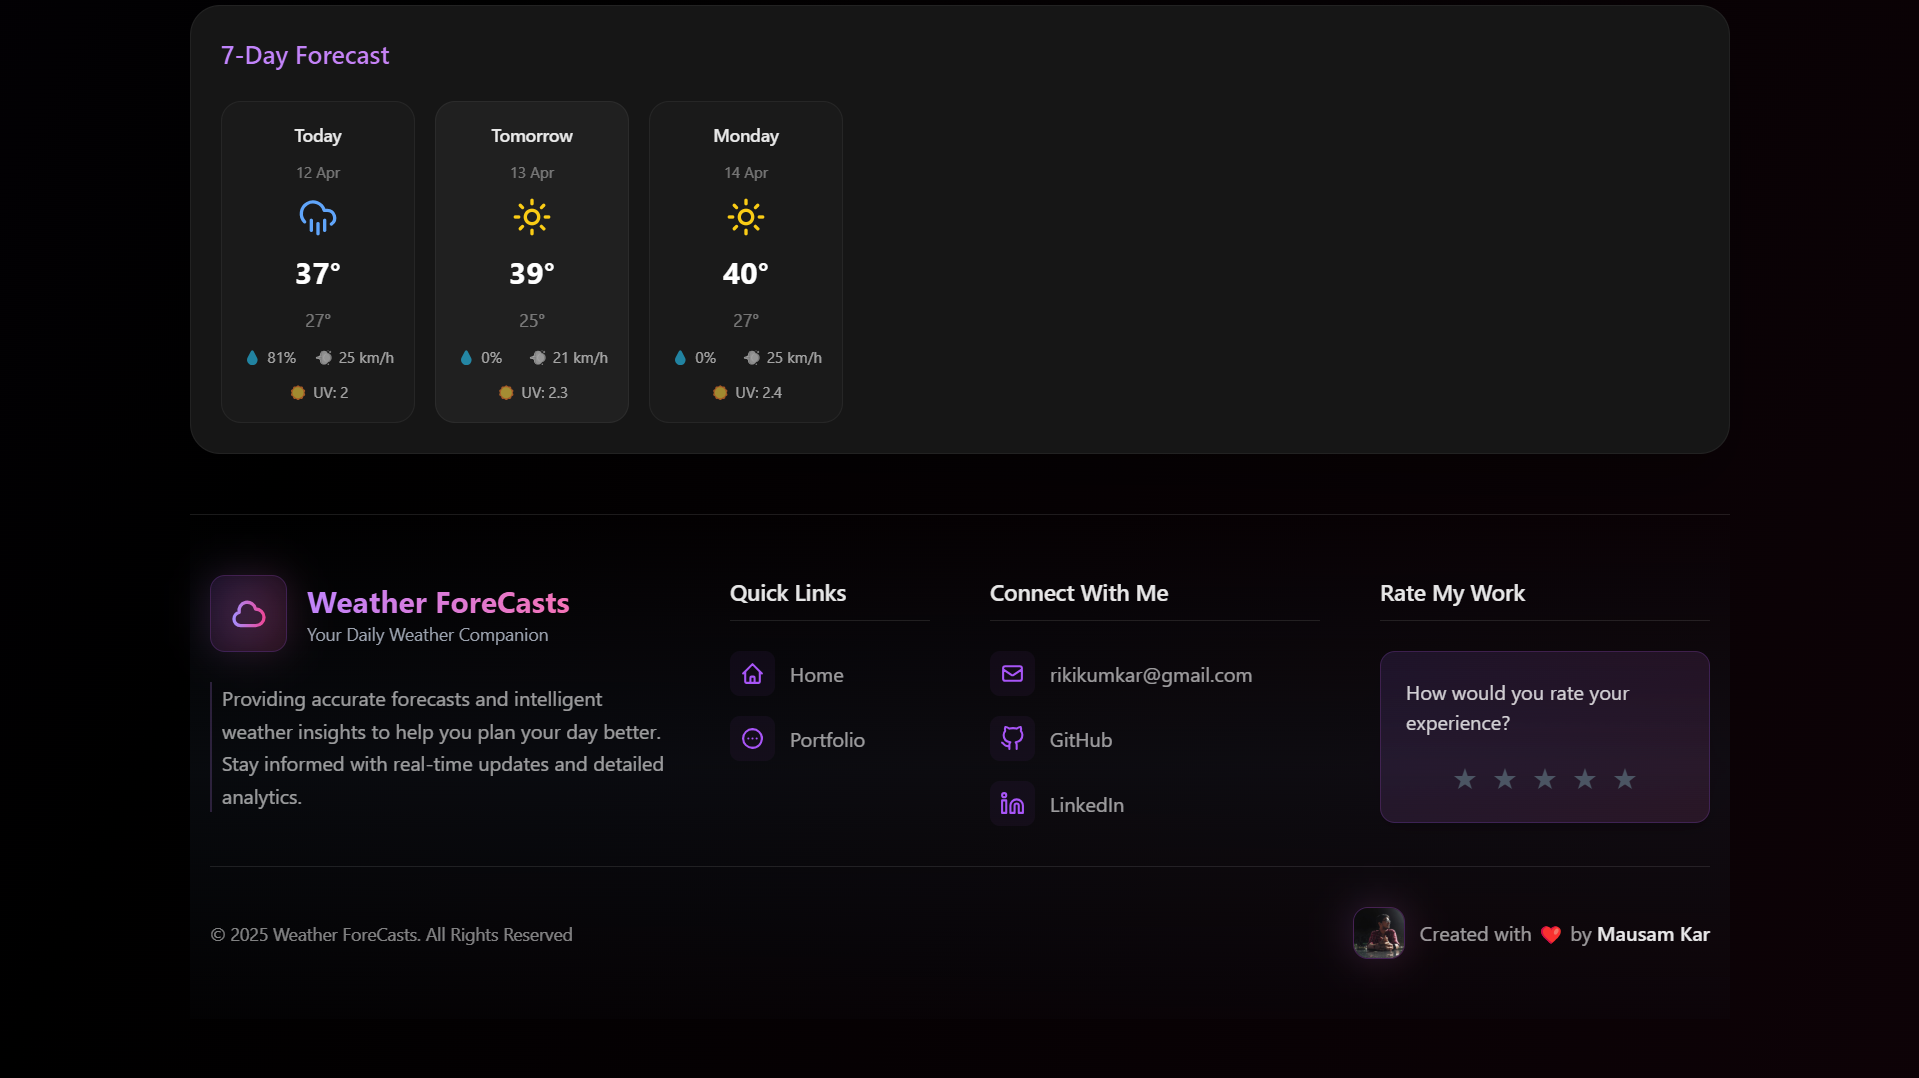 7-Day Forecast
Today
12 Apr
37°
27°
81% 25 km/h
UV: 2
Tomorrow
13 Apr
39°
25°
0% 21 km/h
UV: 2.3
Monday
14 Apr
40°
27°
0% 25 km/h
UV: 2.4
Weather ForeCasts
Your Daily Weather Companion
Providing accurate forecasts and intelligent
weather insights to help you plan your day better.
Stay informed with real-time updates and detailed
analytics.
Quick Links
Home
Portfolio
Connect With Me
rikikumkar@gmail.com
GitHub
LinkedIn
Rate My Work
How would you rate your
experience?
★ ★ ★ ★ ★
© 2025 Weather ForeCasts. All Rights Reserved
Created with ❤️ by Mausam Kar